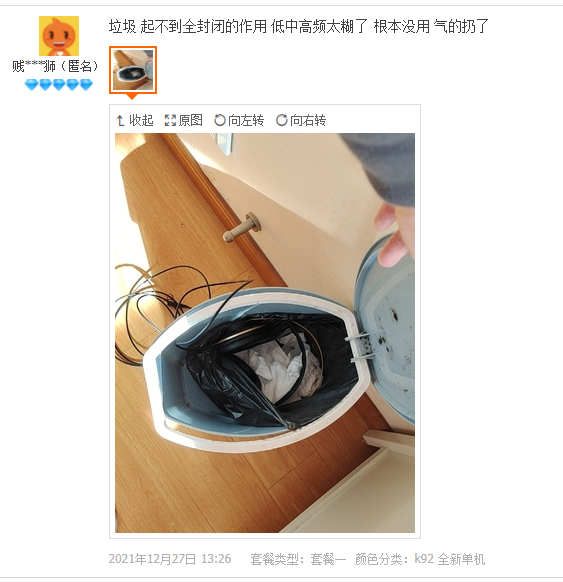 垃圾 起不到全封闭的作用 低中高频太糊了 根本没用 气的扔了
贱***狮（匿名）
收起 原图 向左转 向右转
2021年12月27日 13:26 套餐类型：套餐一 颜色分类：k92 全新单机